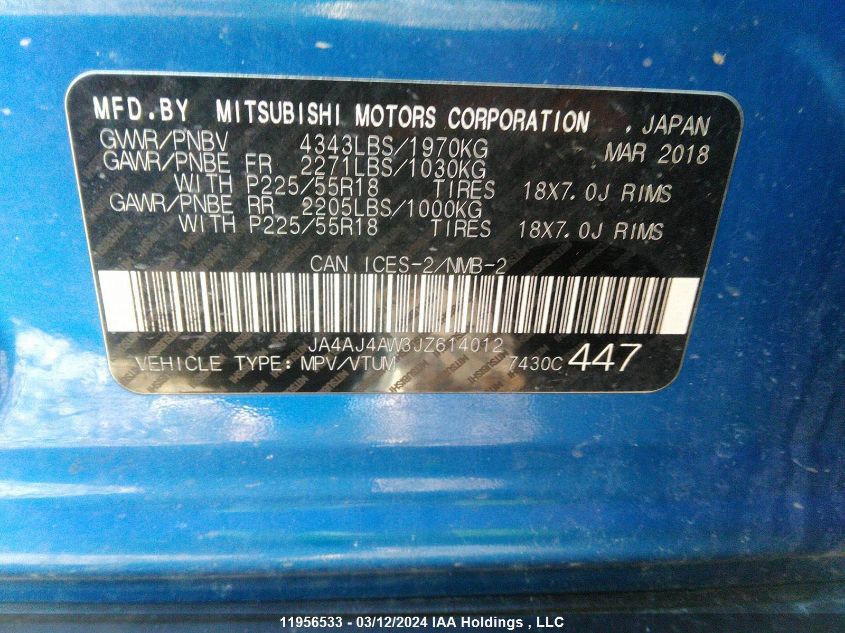 MFD.BY MITSUBISHI MOTORS CORPORATION , JAPAN
GVWR/PNBV 4343LBS/1970KG MAR 2018
GAWR/PNBE FR 2271LBS/1030KG
WITH P225/55R18 TIRES 18X7.0J RIMS
GAWR/PNBE RR 2205LBS/1000KG
WITH P225/55R18 TIRES 18X7.0J RIMS
CAN ICES-2/NMB-2
JA4AJ4AW3JZ614012
VEHICLE TYPE: MPV/VTUM 7430C 447
11956533 - 03/12/2024 IAA Holdings , LLC